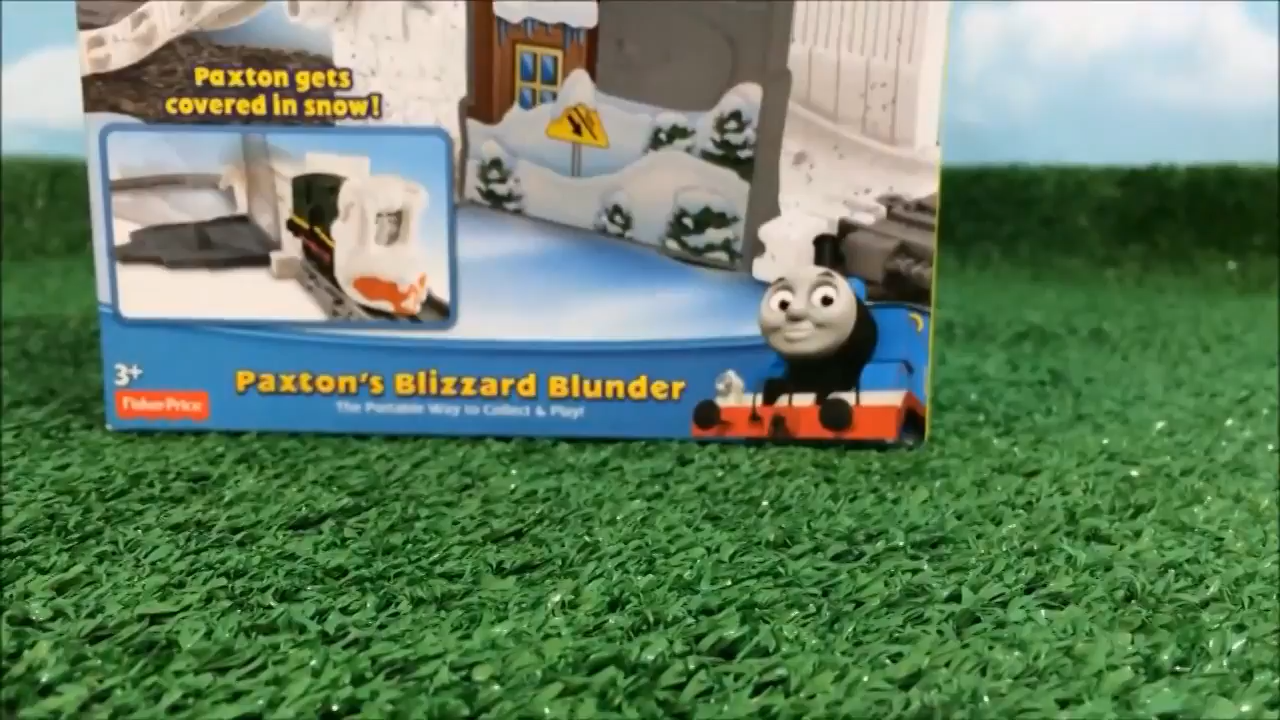 Paxton gets
covered in snow!
3+
Fisher-Price
Paxton's Blizzard Blunder
The Portable Way to Collect & Play!